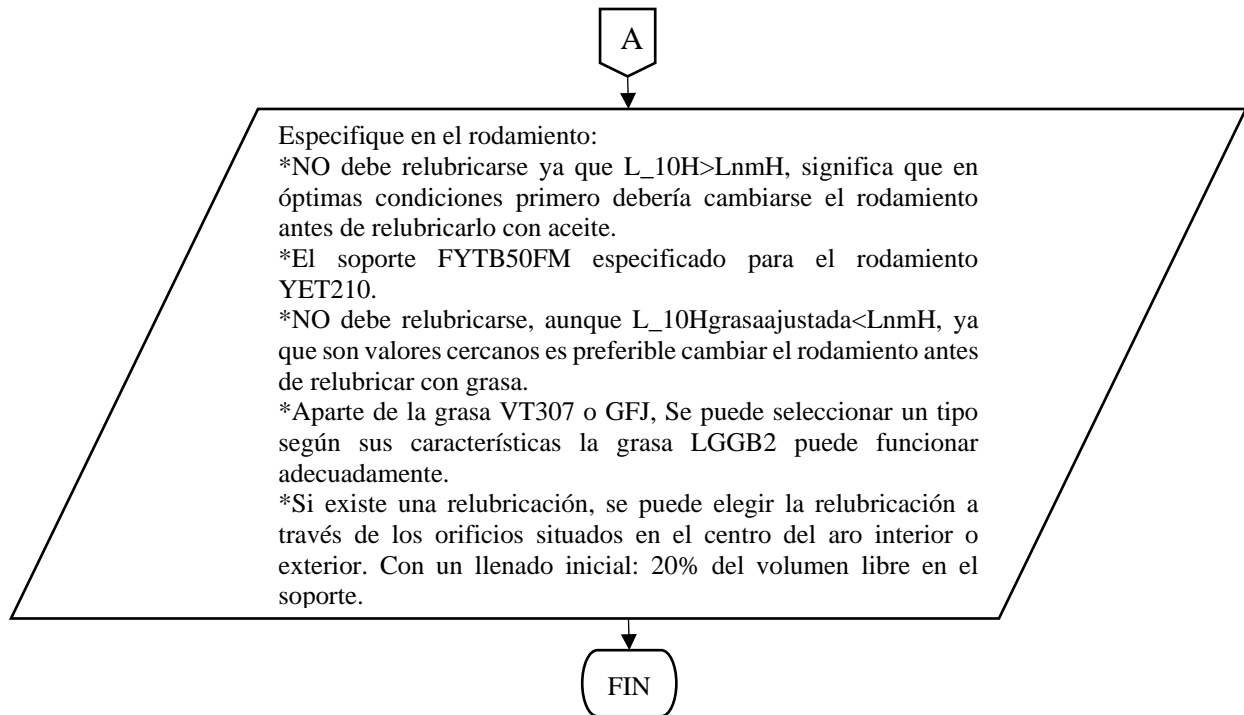 A
Especifique en el rodamiento:
*NO debe relubricarse ya que L_10H>LnmH, significa que en
óptimas condiciones primero debería cambiarse el rodamiento
antes de relubricarlo con aceite.
*El soporte FYTB50FM especificado para el rodamiento
YET210.
*NO debe relubricarse, aunque L_10Hgrasaajustada<LnmH, ya
que son valores cercanos es preferible cambiar el rodamiento antes
de relubricar con grasa.
*Aparte de la grasa VT307 o GFJ, Se puede seleccionar un tipo
según sus características la grasa LGGB2 puede funcionar
adecuadamente.
*Si existe una relubricación, se puede elegir la relubricación a
través de los orificios situados en el centro del aro interior o
exterior. Con un llenado inicial: 20% del volumen libre en el
soporte.
FIN